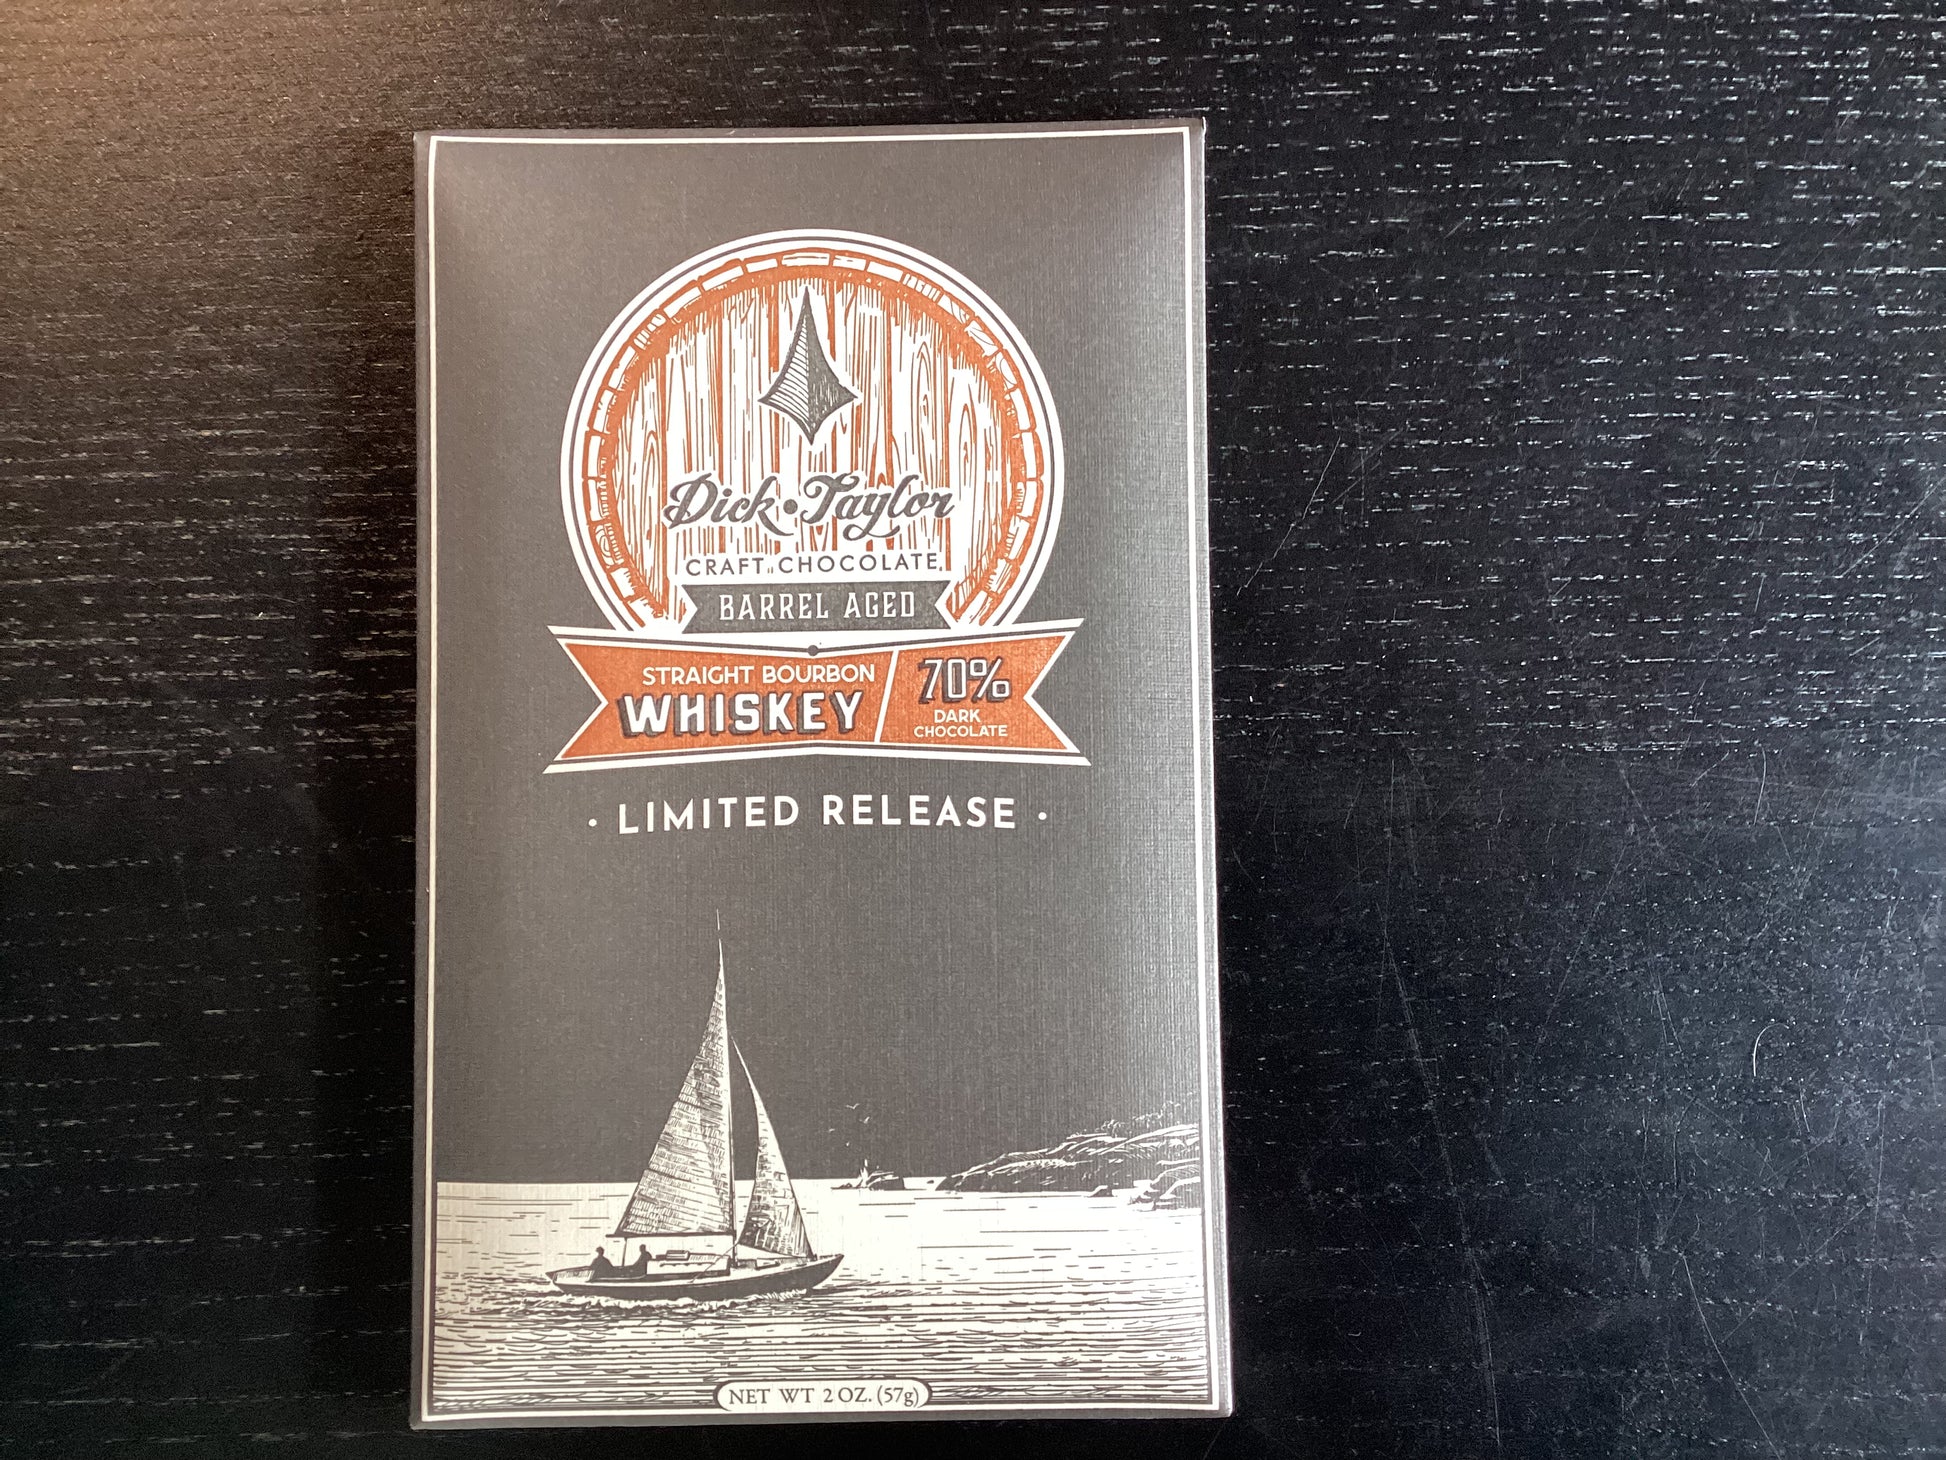 Dick • Taylor
CRAFT CHOCOLATE
BARREL AGED
STRAIGHT BOURBON
WHISKEY
70%
DARK
CHOCOLATE
• LIMITED RELEASE •
NET WT 2 OZ. (57g)